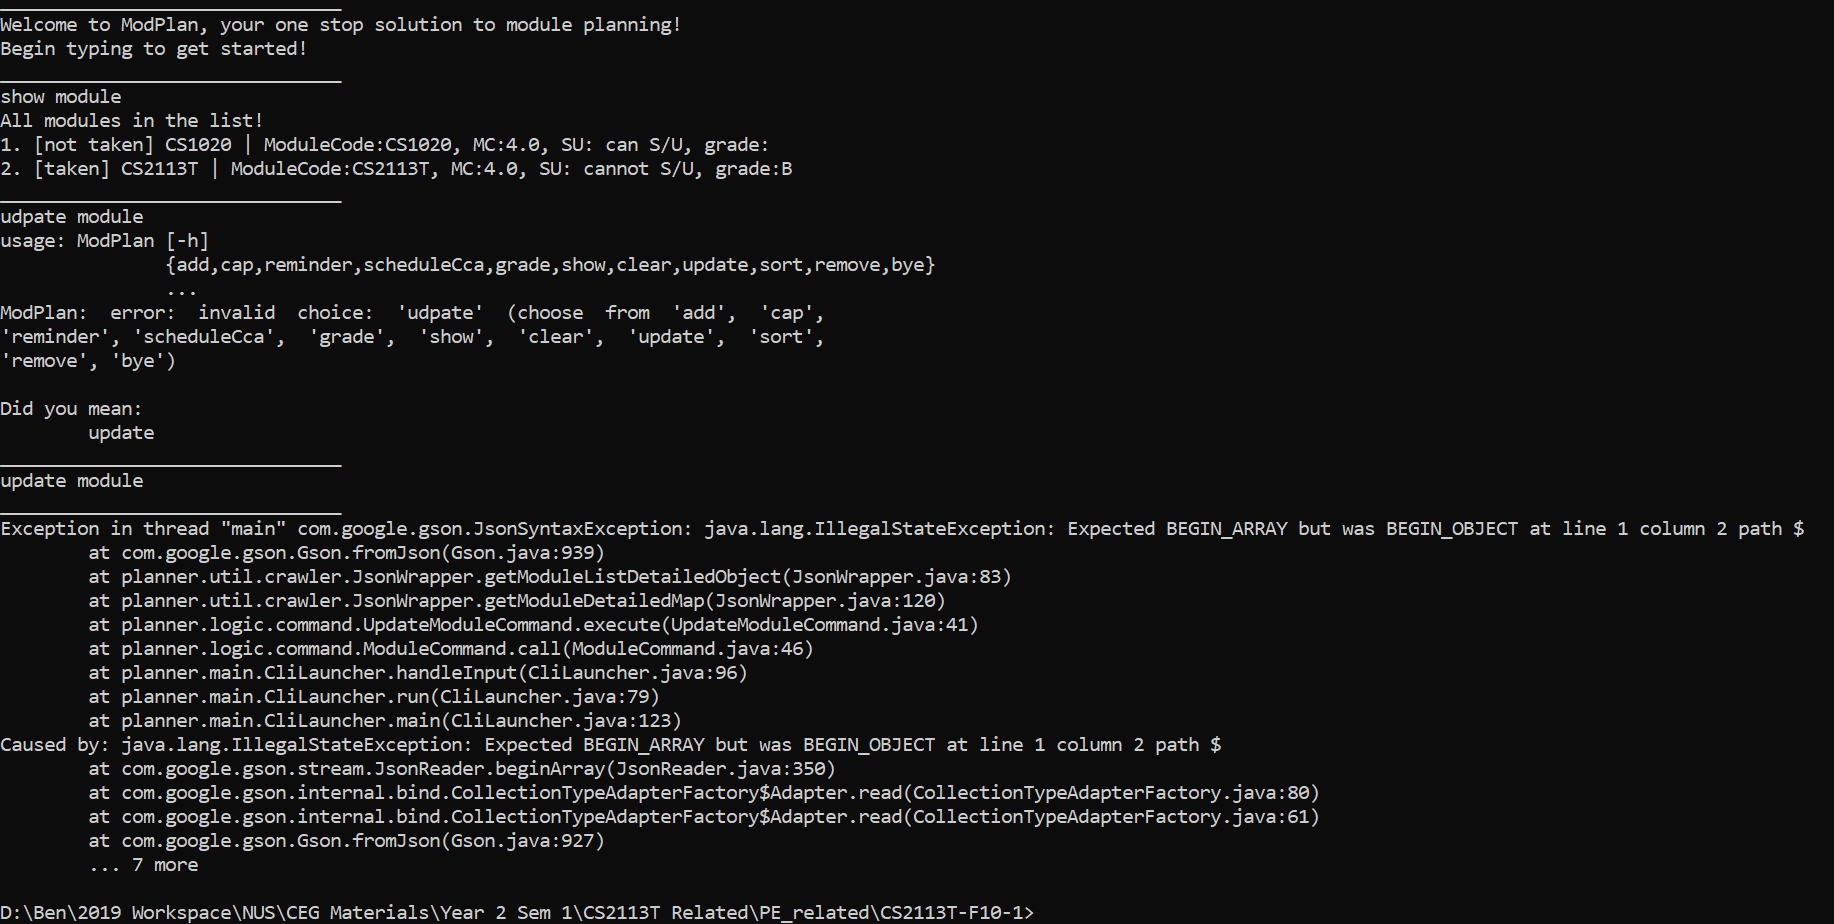 _______________________________
Welcome to ModPlan, your one stop solution to module planning!
Begin typing to get started!
_______________________________
show module
All modules in the list!
1. [not taken] CS1020 | ModuleCode:CS1020, MC:4.0, SU: can S/U, grade:
2. [taken] CS2113T | ModuleCode:CS2113T, MC:4.0, SU: cannot S/U, grade:B
_______________________________
udpate module
usage: ModPlan [-h]
               {add,cap,reminder,scheduleCca,grade,show,clear,update,sort,remove,bye}
               ...
ModPlan:  error:  invalid  choice:  'udpate'  (choose  from  'add',  'cap',
'reminder', 'scheduleCca',  'grade',  'show',  'clear',  'update',  'sort',
'remove', 'bye')

Did you mean:
        update
_______________________________
update module
_______________________________
Exception in thread "main" com.google.gson.JsonSyntaxException: java.lang.IllegalStateException: Expected BEGIN_ARRAY but was BEGIN_OBJECT at line 1 column 2 path $
        at com.google.gson.Gson.fromJson(Gson.java:939)
        at planner.util.crawler.JsonWrapper.getModuleListDetailedObject(JsonWrapper.java:83)
        at planner.util.crawler.JsonWrapper.getModuleDetailedMap(JsonWrapper.java:120)
        at planner.logic.command.UpdateModuleCommand.execute(UpdateModuleCommand.java:41)
        at planner.logic.command.ModuleCommand.call(ModuleCommand.java:46)
        at planner.main.CliLauncher.handleInput(CliLauncher.java:96)
        at planner.main.CliLauncher.run(CliLauncher.java:79)
        at planner.main.CliLauncher.main(CliLauncher.java:123)
Caused by: java.lang.IllegalStateException: Expected BEGIN_ARRAY but was BEGIN_OBJECT at line 1 column 2 path $
        at com.google.gson.stream.JsonReader.beginArray(JsonReader.java:350)
        at com.google.gson.internal.bind.CollectionTypeAdapterFactory$Adapter.read(CollectionTypeAdapterFactory.java:80)
        at com.google.gson.internal.bind.CollectionTypeAdapterFactory$Adapter.read(CollectionTypeAdapterFactory.java:61)
        at com.google.gson.Gson.fromJson(Gson.java:927)
        ... 7 more

D:\Ben\2019 Workspace\NUS\CEG Materials\Year 2 Sem 1\CS2113T Related\PE_related\CS2113T-F10-1>